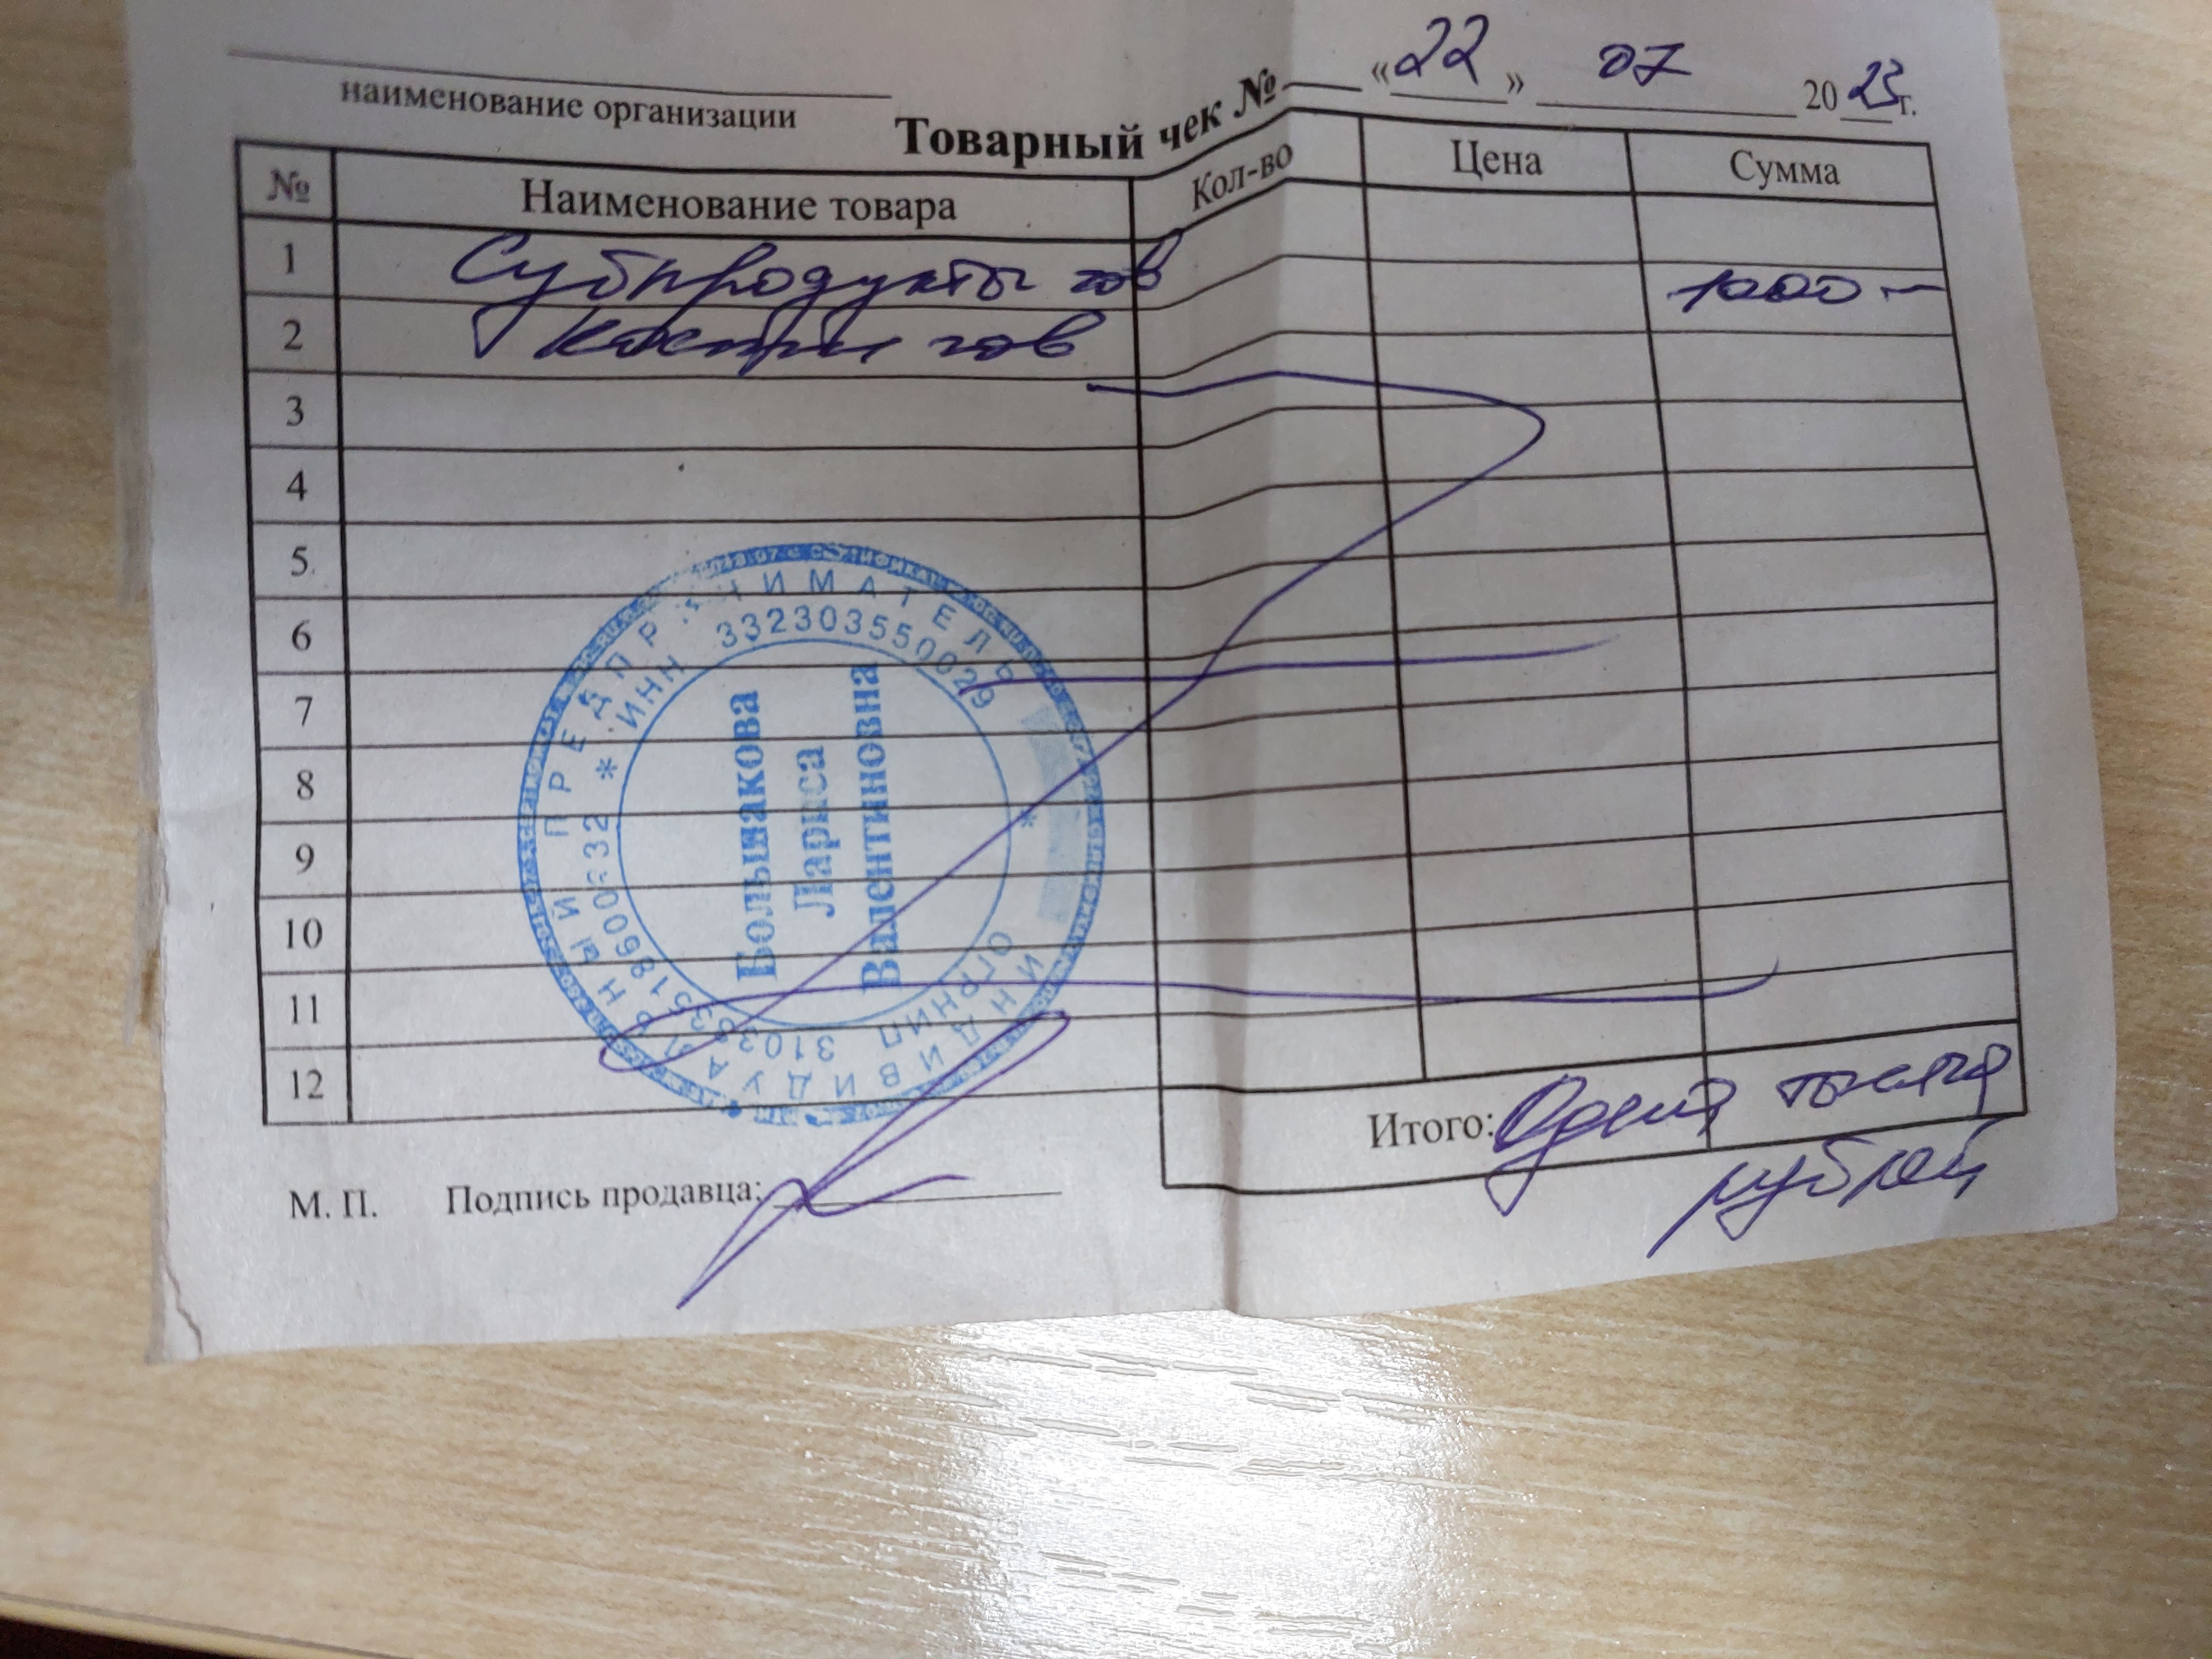 «22» 07 2023г.
наименование организации
Товарный чек №
№ Наименование товара Кол-во Цена Сумма
1 Субпродукты гов 1000 –
2 гов
3
4
5
6
7
8
9
10
11
12
ИНДИВИДУАЛЬНЫЙ ПРЕДПРИНИМАТЕЛЬ
* ИНН 332303550029 *
ОГРНИП
Большакова
Лариса
Валентиновна
Итого: Одна тысяча
рублей
М. П. Подпись продавца: